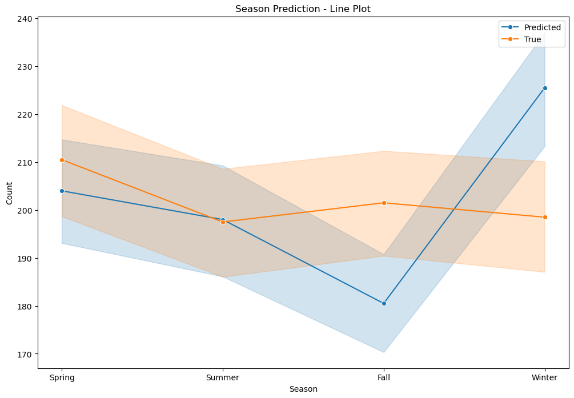 Season Prediction - Line Plot
Predicted
True
240
230
220
210
200
190
180
170
Count
Spring
Summer
Fall
Winter
Season